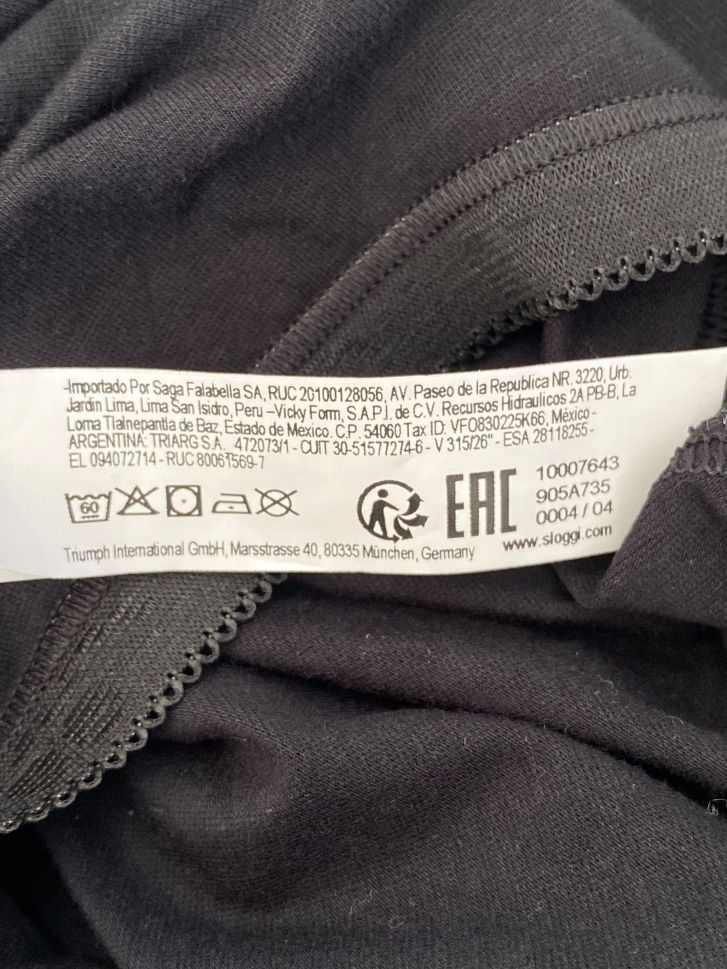 -Importado Por Saga Falabella SA, RUC 20100128056, AV. Paseo de la Republica NR. 3220, Urb.
Jardin Lima, Lima San Isidro, Peru –Vicky Form, S.A.P.I. de C.V. Recursos Hidraulicos 2A PB-B, La
Loma Tlalnepantla de Baz, Estado de México. C.P. 54060 Tax ID: VFO830225K66, México -
ARGENTINA: TRIARG S.A. 472073/1 - CUIT 30-51577274-6 - V 315/26" - ESA 28118255 -
EL 094072714 - RUC 80061569-7
60
EAC
10007643
905A735
0004 / 04
www.sloggi.com
Triumph International GmbH, Marsstrasse 40, 80335 München, Germany